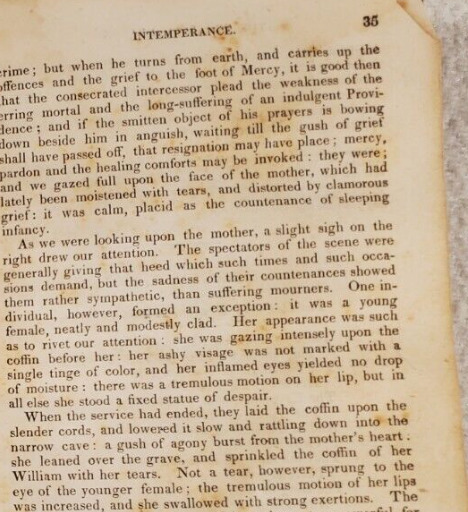 INTEMPERANCE. 35
crime; but when he turns from earth, and carries up the
offences and the grief to the foot of Mercy, it is good then
that the consecrated intercessor plead the weakness of the
erring mortal and the long-suffering of an indulgent Provi-
dence; and if the smitten object of his prayers is bowing
down beside him in anguish, waiting till the gush of grief
shall have passed off, that resignation may have place; mercy,
pardon and the healing comforts may be invoked: they were;
and we gazed full upon the face of the mother, which had
lately been moistened with tears, and distorted by clamorous
grief: it was calm, placid as the countenance of sleeping
infancy.
As we were looking upon the mother, a slight sigh on the
right drew our attention. The spectators of the scene were
generally giving that heed which such times and such occa-
sions demand, but the sadness of their countenances showed
them rather sympathetic, than suffering mourners. One in-
dividual, however, formed an exception: it was a young
female, neatly and modestly clad. Her appearance was such
as to rivet our attention: she was gazing intensely upon the
coffin before her: her ashy visage was not marked with a
single tinge of color, and her inflamed eyes yielded no drop
of moisture: there was a tremulous motion on her lip, but in
all else she stood a fixed statue of despair.
When the service had ended, they laid the coffin upon the
slender cords, and lowered it slow and rattling down into the
narrow cave: a gush of agony burst from the mother's heart:
she leaned over the grave, and sprinkled the coffin of her
William with her tears. Not a tear, however, sprung to the
eye of the younger female; the tremulous motion of her lips
was increased, and she swallowed with strong exertions. The